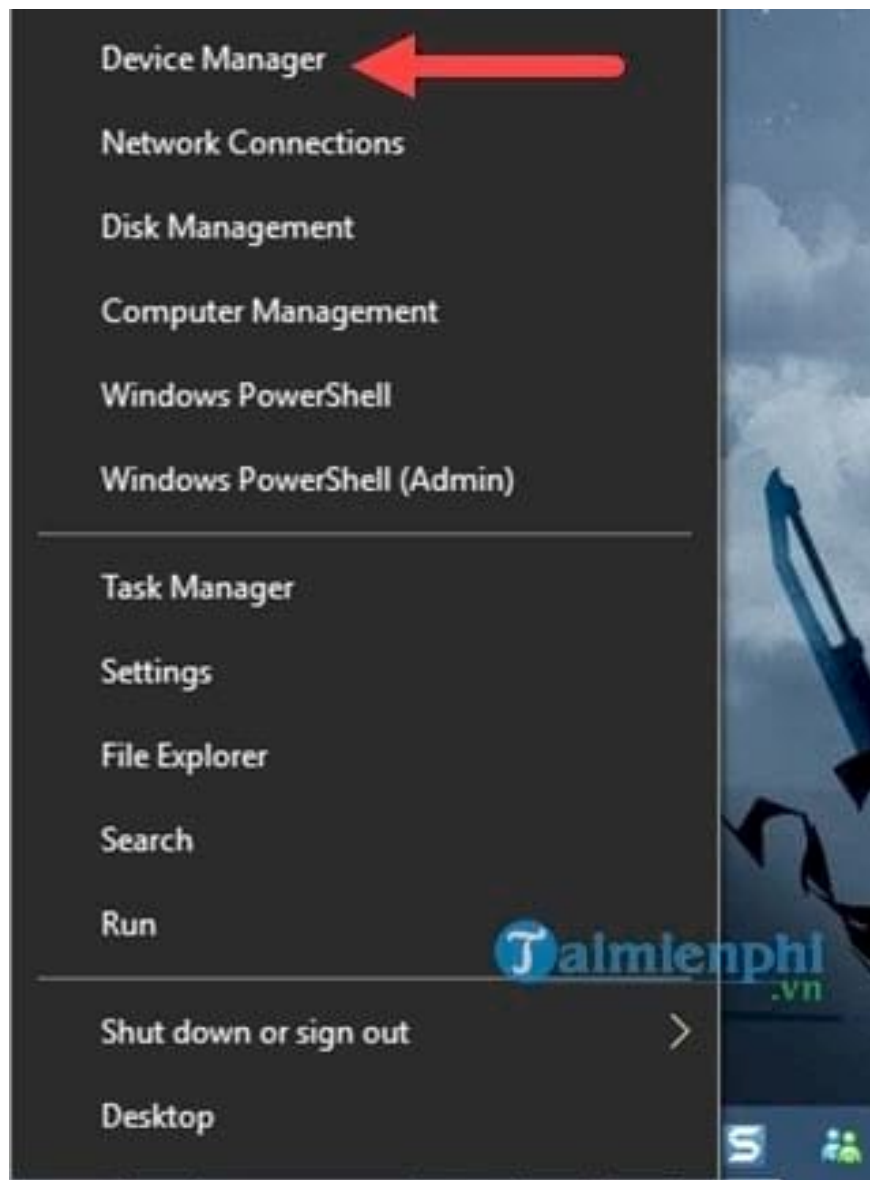 Device Manager
Network Connections
Disk Management
Computer Management
Windows PowerShell
Windows PowerShell (Admin)
Task Manager
Settings
File Explorer
Search
Run
Taimienphi
.vn
Shut down or sign out
Desktop
S